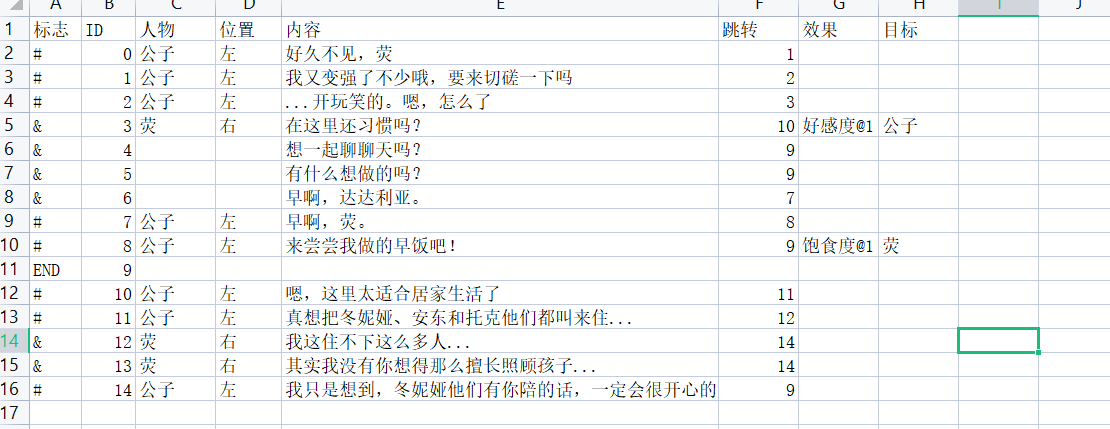 A B C D E F G H I J
1 标志 ID 人物 位置 内容 跳转 效果 目标
2 # 0 公子 左 好久不见，荧 1
3 # 1 公子 左 我又变强了不少哦，要来切磋一下吗 2
4 # 2 公子 左 ...开玩笑的。嗯，怎么了 3
5 & 3 荧 右 在这里还习惯吗？ 10 好感度@1 公子
6 & 4 想一起聊聊天吗？ 9
7 & 5 有什么想做的吗？ 9
8 & 6 早啊，达达利亚。 7
9 # 7 公子 左 早啊，荧。 8
10 # 8 公子 左 来尝尝我做的早饭吧！ 9 饱食度@1 荧
11 END 9
12 # 10 公子 左 嗯，这里太适合居家生活了 11
13 # 11 公子 左 真想把冬妮娅、安东和托克他们都叫来住... 12
14 & 12 荧 右 我这住不下这么多人... 14
15 & 13 荧 右 其实我没有你想得那么擅长照顾孩子... 14
16 # 14 公子 左 我只是想到，冬妮娅他们有你陪的话，一定会很开心的 9
17